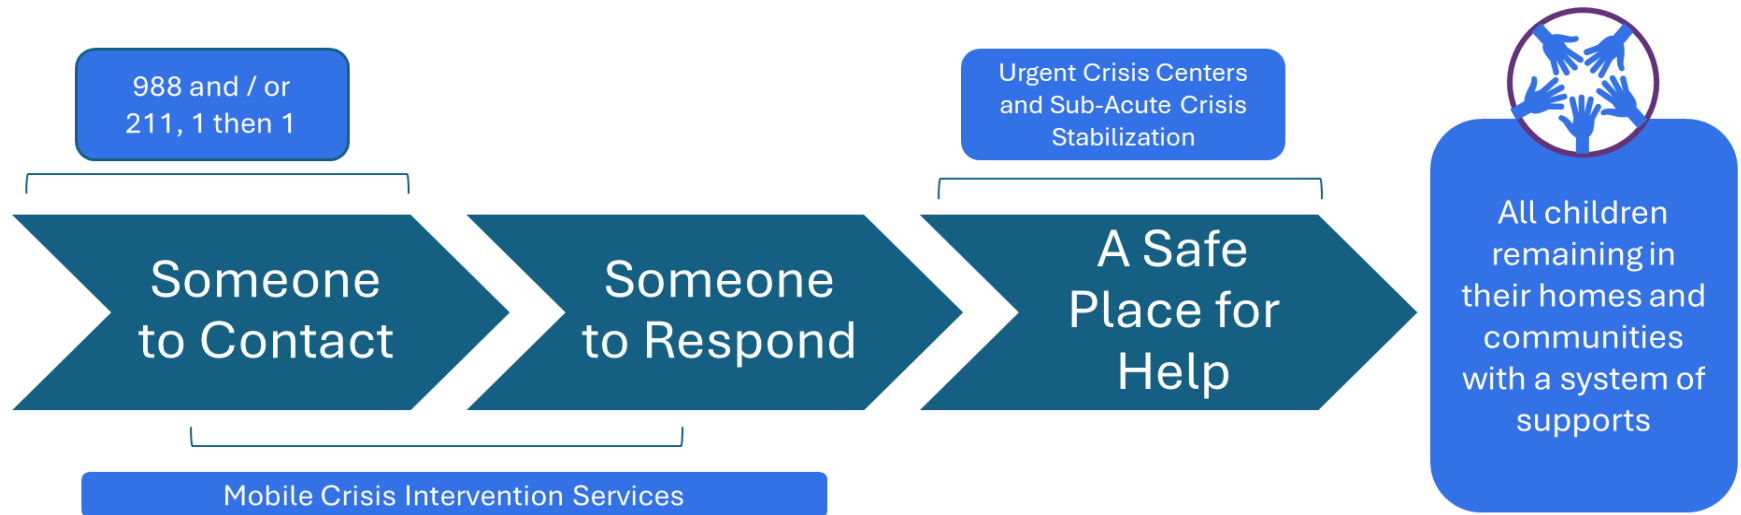 988 and / or
211, 1 then 1
Urgent Crisis Centers
and Sub-Acute Crisis
Stabilization
Someone
to Contact
Someone
to Respond
A Safe
Place for
Help
All children
remaining in
their homes and
communities
with a system of
supports
Mobile Crisis Intervention Services